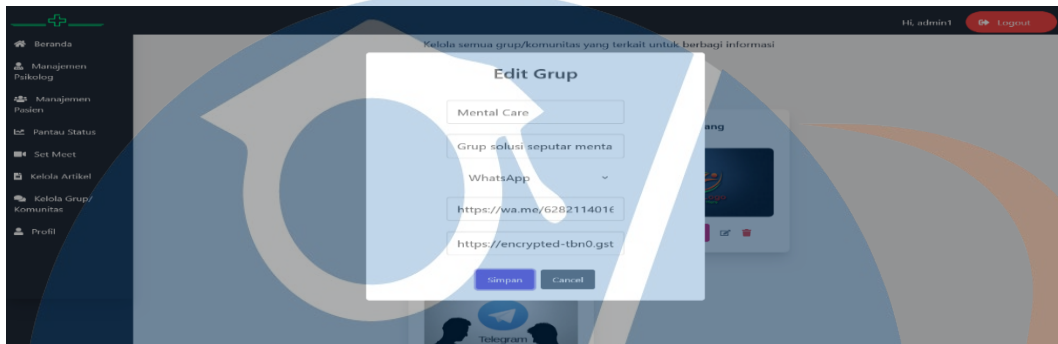 Hi, admin1
Logout
Beranda
Manajemen
Psikolog
Manajemen
Pasien
Pantau Status
Set Meet
Kelola Artikel
Kelola Grup/
Komunitas
Profil
Kelola semua grup/komunitas yang terkait untuk berbagi informasi
Edit Grup
Mental Care
Grup solusi seputar menta
WhatsApp
https://wa.me/628211401
https://encrypted-tbn0.gst
Simpan
Cancel
ang
Telegram